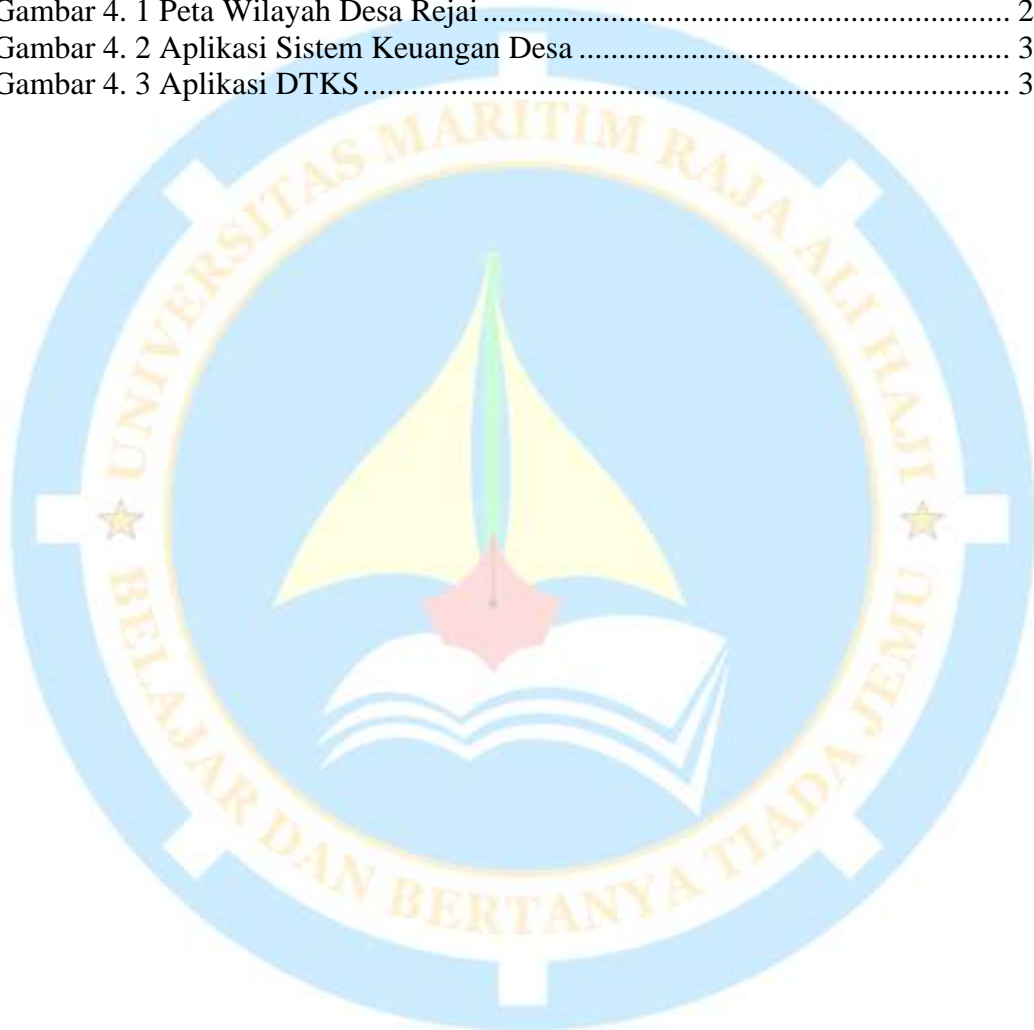 Gambar 4. 1 Peta Wilayah Desa Rejai ................................................................ 2
Gambar 4. 2 Aplikasi Sistem Keuangan Desa .................................................... 3
Gambar 4. 3 Aplikasi DTKS ............................................................................... 3
UNIVERSITAS MARITIM RAJA ALI HAJI
BELAJAR DAN BERTANYA TIADA JEMU